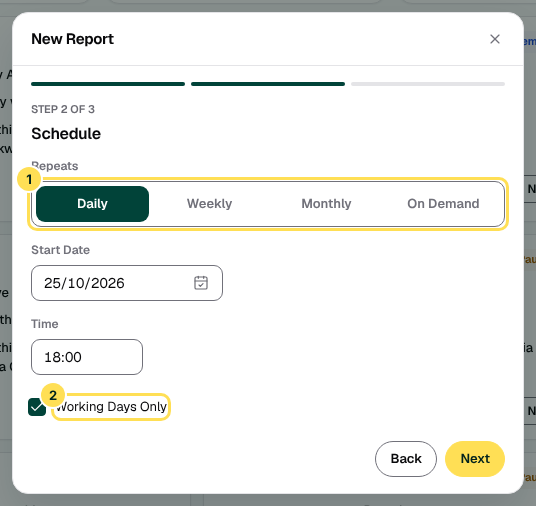 New Report
STEP 2 OF 3
Schedule
Repeats
1
Daily Weekly Monthly On Demand
Start Date
25/10/2026
Time
18:00
2
Working Days Only
Back Next